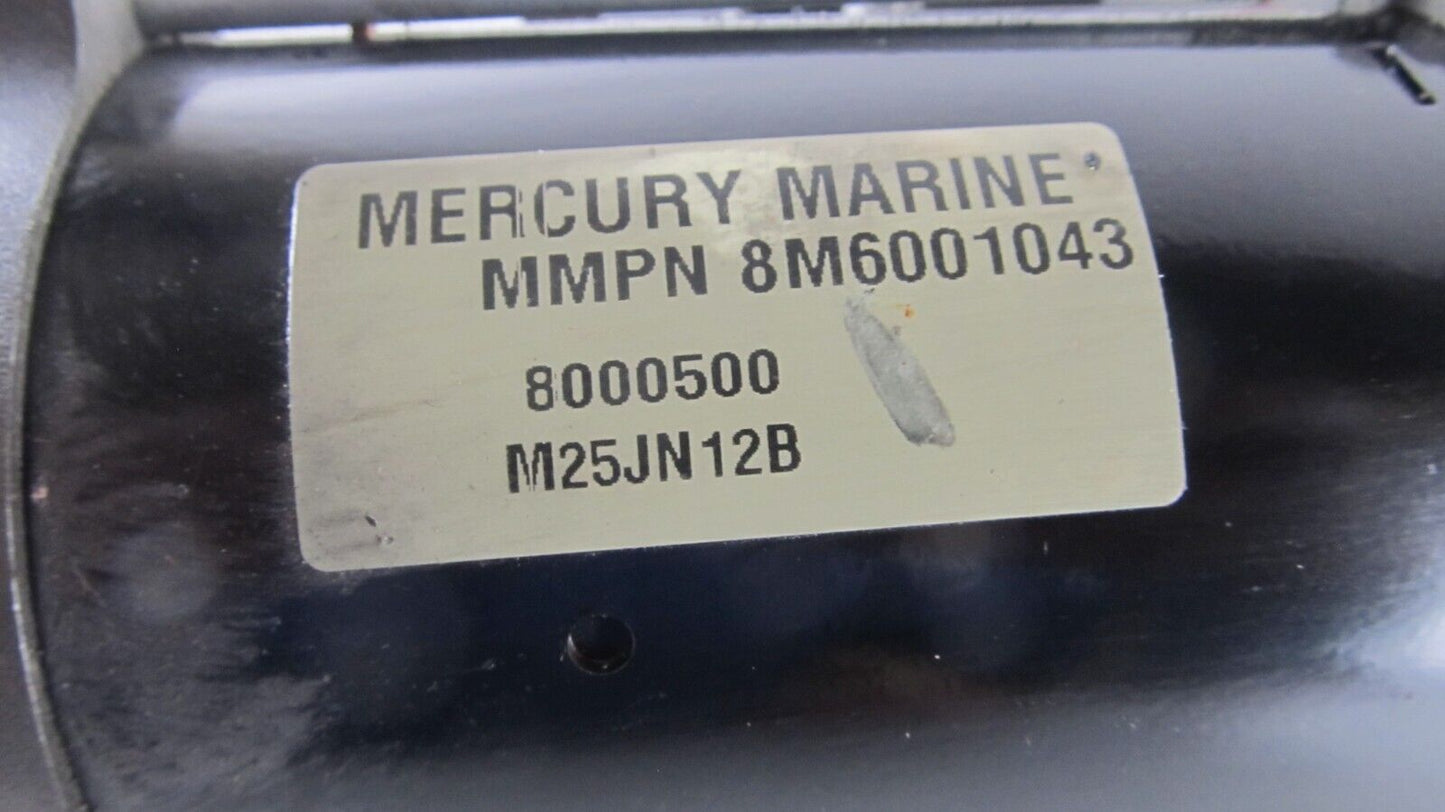 MERCURY MARINE
MMPN 8M6001043
8000500
M25JN12B